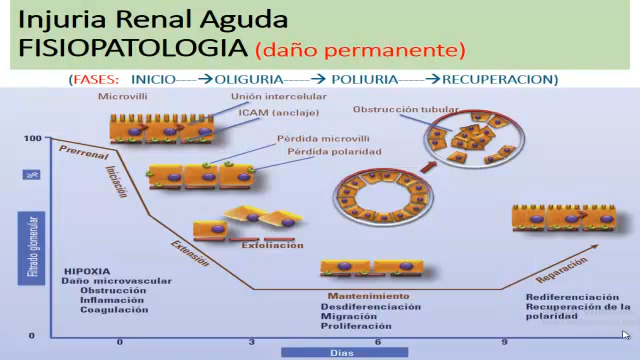 Injuria Renal Aguda
FISIOPATOLOGIA (daño permanente)
(FASES: INICIO----→OLIGURIA-----→ POLIURIA----→RECUPERACION)
Microvilli
Unión intercelular
ICAM (anclaje)
Obstrucción tubular
Pérdida microvilli
Pérdida polaridad
100
Prerrenal
Iniciación
%
Filtrado glomerular
Extensión
Exfoliación
HIPOXIA
Daño microvascular
Obstrucción
Inflamación
Coagulación
Mantenimiento
Desdiferenciación
Migración
Proliferación
Reparación
Rediferenciación
Recuperación de la
polaridad
0
0
3
6
9
Días